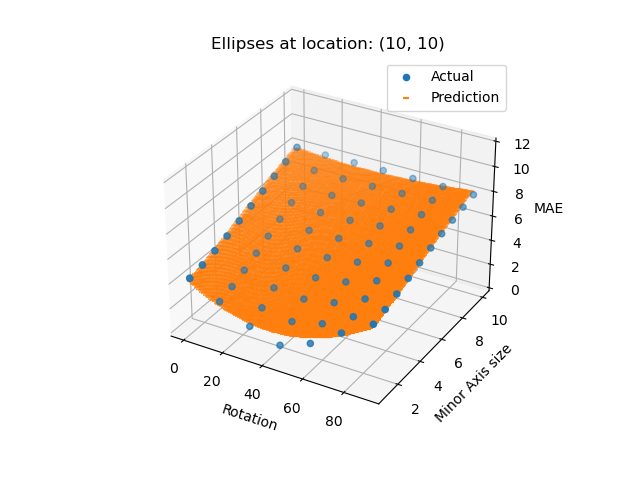 Ellipses at location: (10, 10)
Actual
Prediction
12
10
8
6
4
2
0
MAE
10
8
6
4
2
Minor Axis size
0
20
40
60
80
Rotation